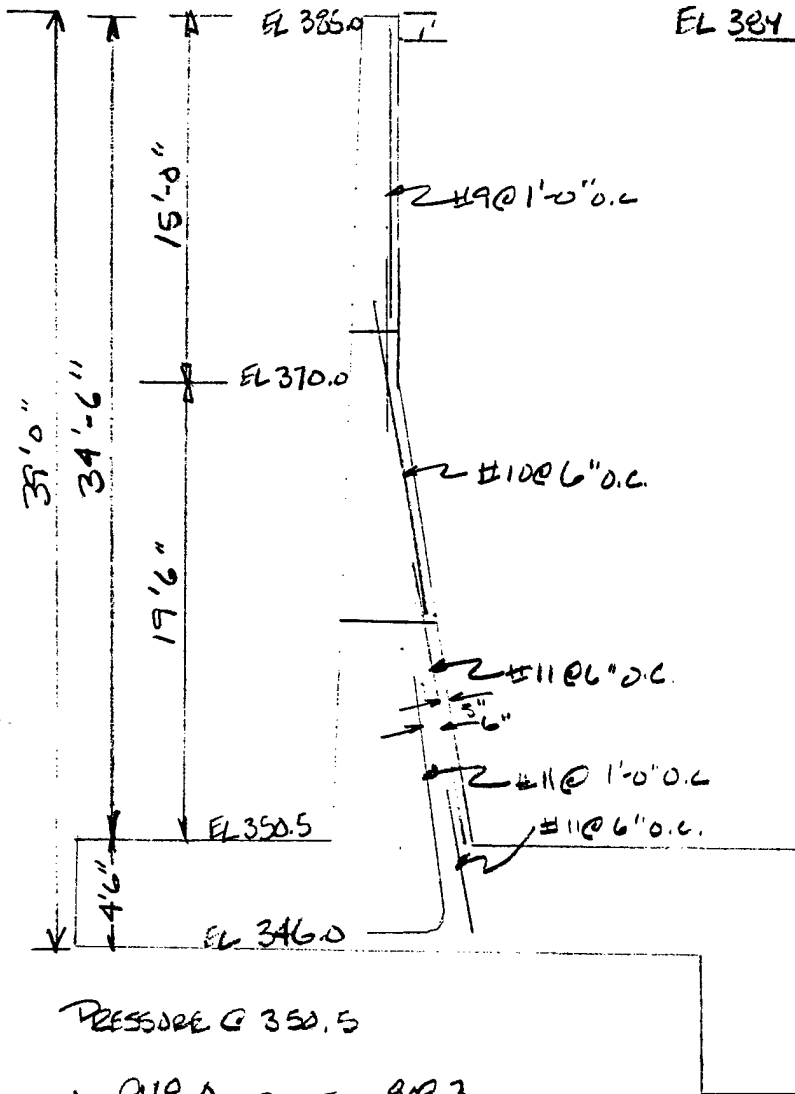 EL 385.0
1'
EL 384
15'-0"
#9@ 1'-0" O.C
EL 370.0
39'0"
34'-6"
#10@ 6" O.C.
19'6"
#11@6" O.C.
3"
6"
#11@ 1'-0" O.C
EL 350.5
#11@ 6" O.C.
4'6"
EL 346.0
PRESSURE @ 350.5